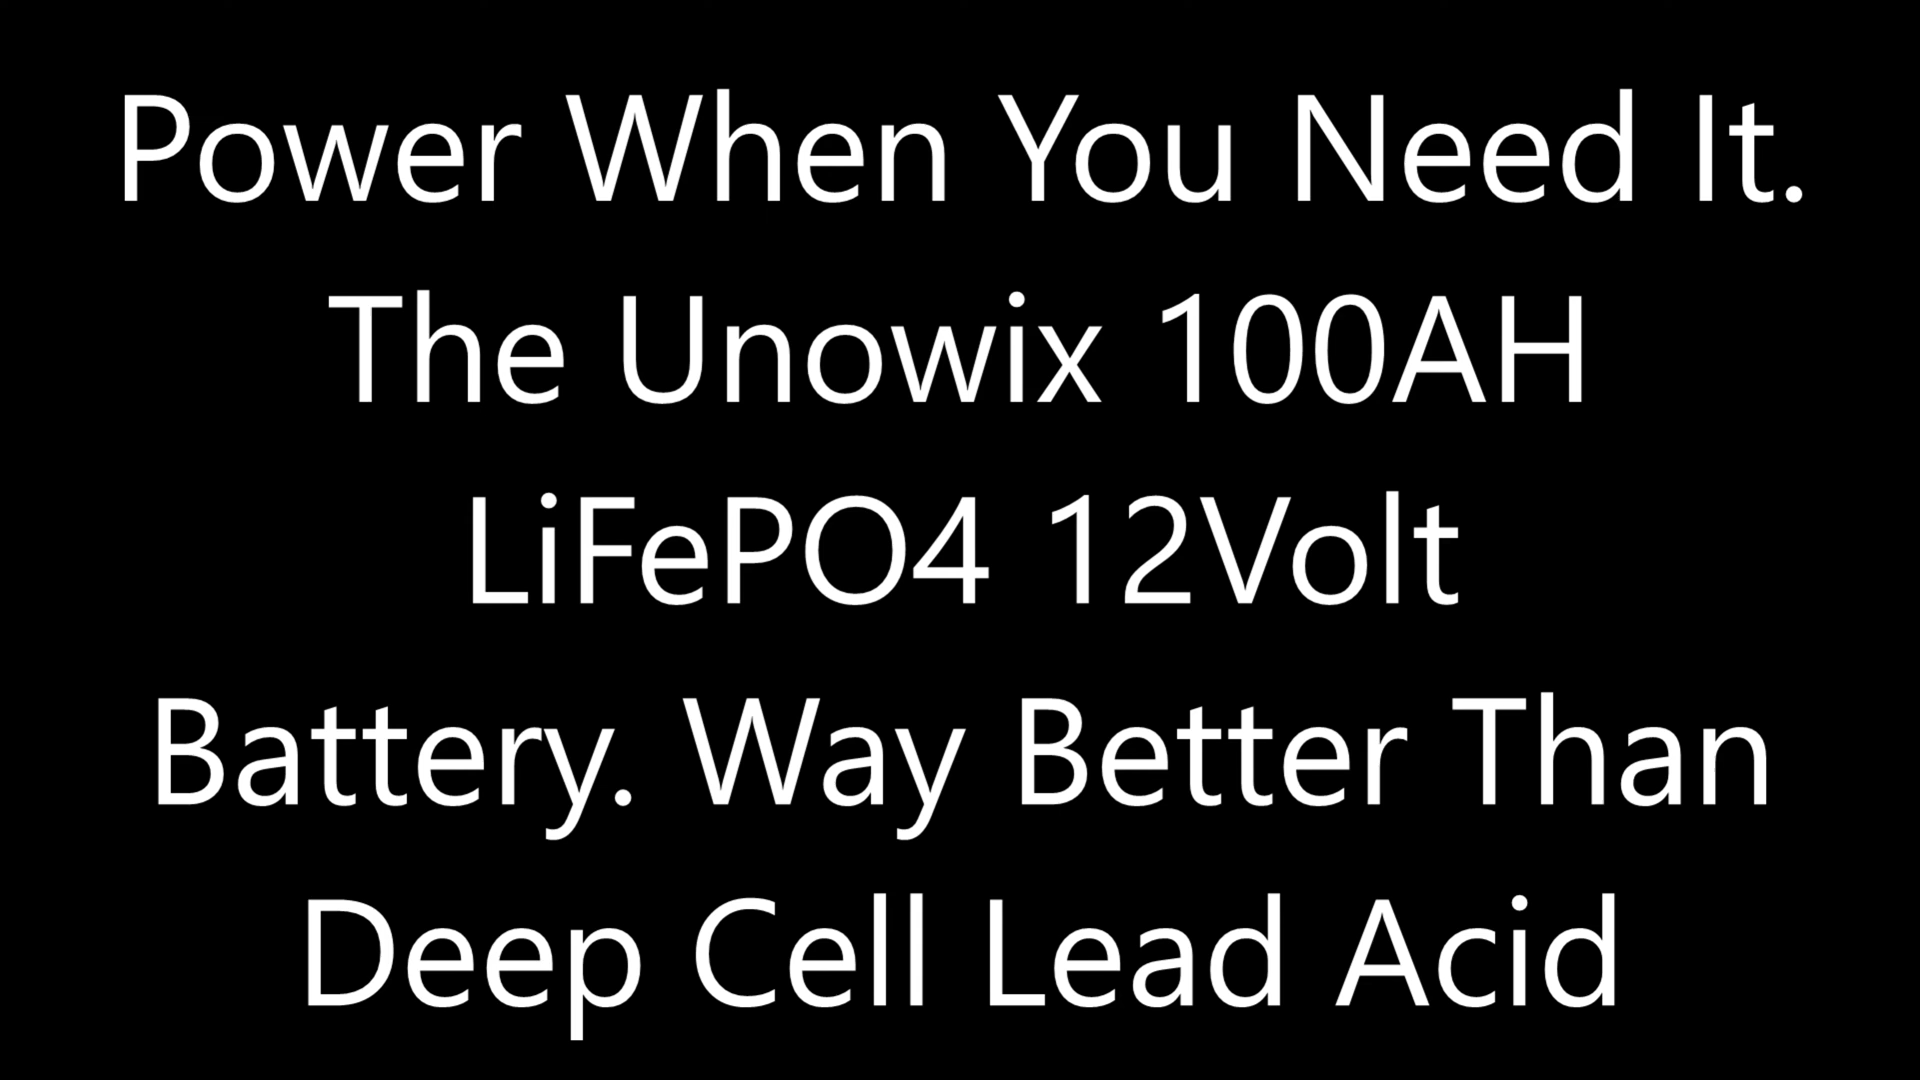 Power When You Need It.
The Unowix 100AH
LiFePO4 12Volt
Battery. Way Better Than
Deep Cell Lead Acid